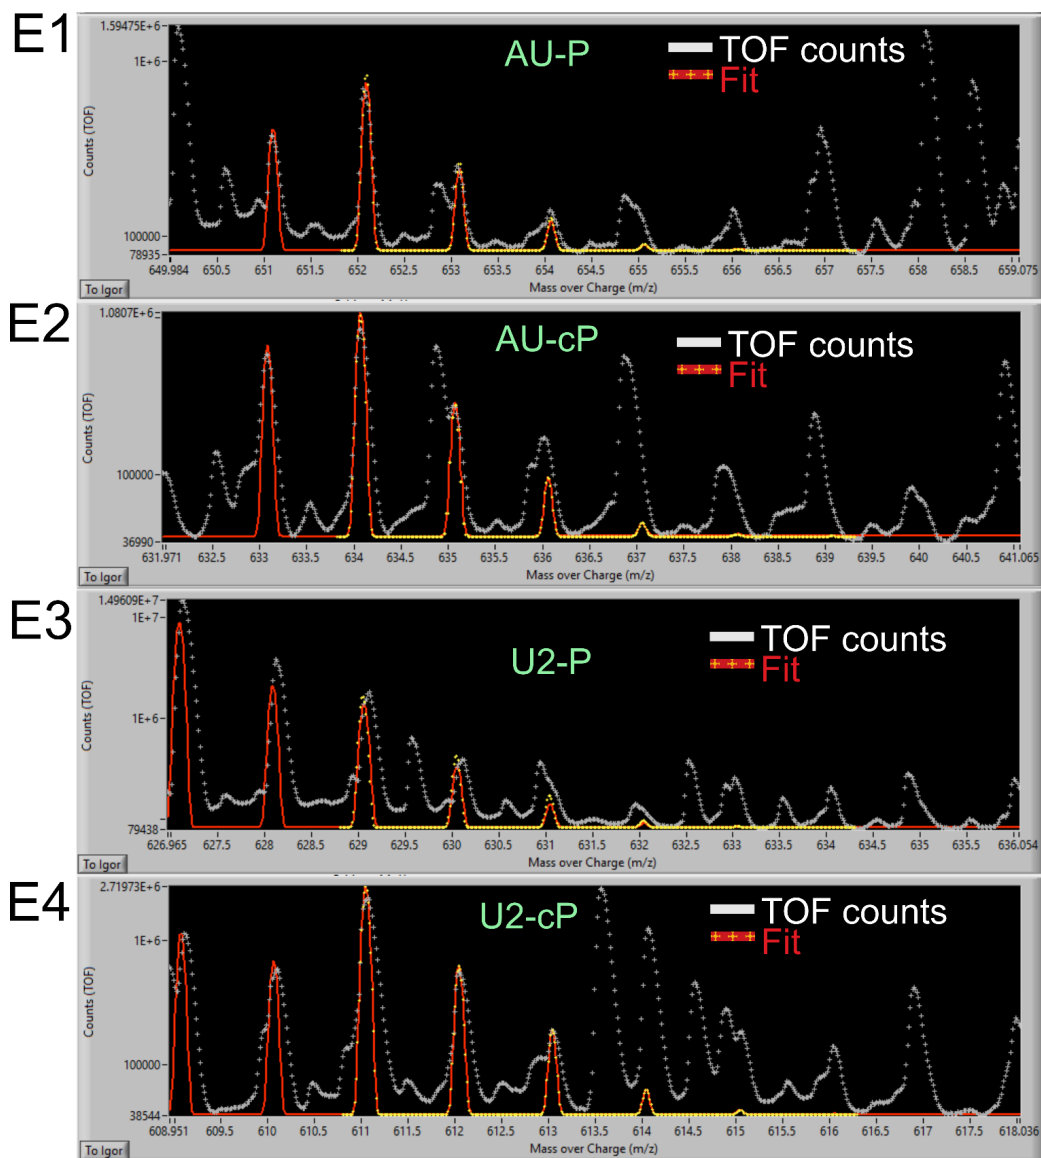 E1
AU-P
TOF counts
Fit
1.59475E+6
1E+6
100000
78935
Counts (TOF)
649.984 650.5 651 651.5 652 652.5 653 653.5 654 654.5 655 655.5 656 656.5 657 657.5 658 658.5 659.075
To Igor
Mass over Charge (m/z)
E2
AU-cP
TOF counts
Fit
1.0807E+6
100000
36990
Counts (TOF)
631.971 632.5 633 633.5 634 634.5 635 635.5 636 636.5 637 637.5 638 638.5 639 639.5 640 640.5 641.065
To Igor
Mass over Charge (m/z)
E3
U2-P
TOF counts
Fit
1.49609E+7
1E+7
1E+6
79438
Counts (TOF)
626.965 627.5 628 628.5 629 629.5 630 630.5 631 631.5 632 632.5 633 633.5 634 634.5 635 635.5 636.054
To Igor
Mass over Charge (m/z)
E4
U2-cP
TOF counts
Fit
2.71973E+6
1E+6
100000
38544
Counts (TOF)
608.951 609.5 610 610.5 611 611.5 612 612.5 613 613.5 614 614.5 615 615.5 616 616.5 617 617.5 618.036
To Igor
Mass over Charge (m/z)